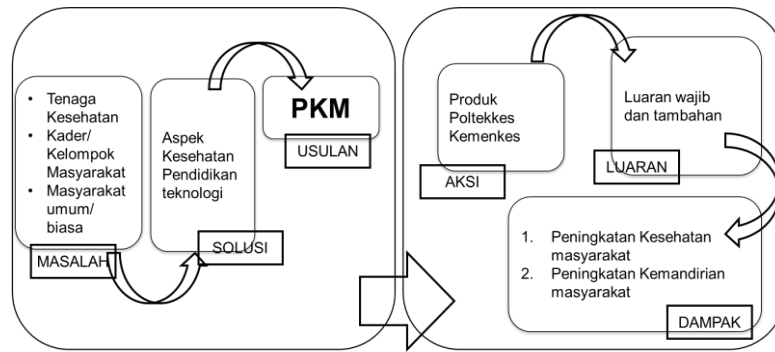 • Tenaga
Kesehatan
• Kader/
Kelompok
Masyarakat
• Masyarakat
umum/
biasa
MASALAH
Aspek
Kesehatan
Pendidikan
teknologi
SOLUSI
PKM
USULAN
Produk
Poltekkes
Kemenkes
AKSI
Luaran wajib
dan tambahan
LUARAN
1. Peningkatan Kesehatan
masyarakat
2. Peningkatan Kemandirian
masyarakat
DAMPAK